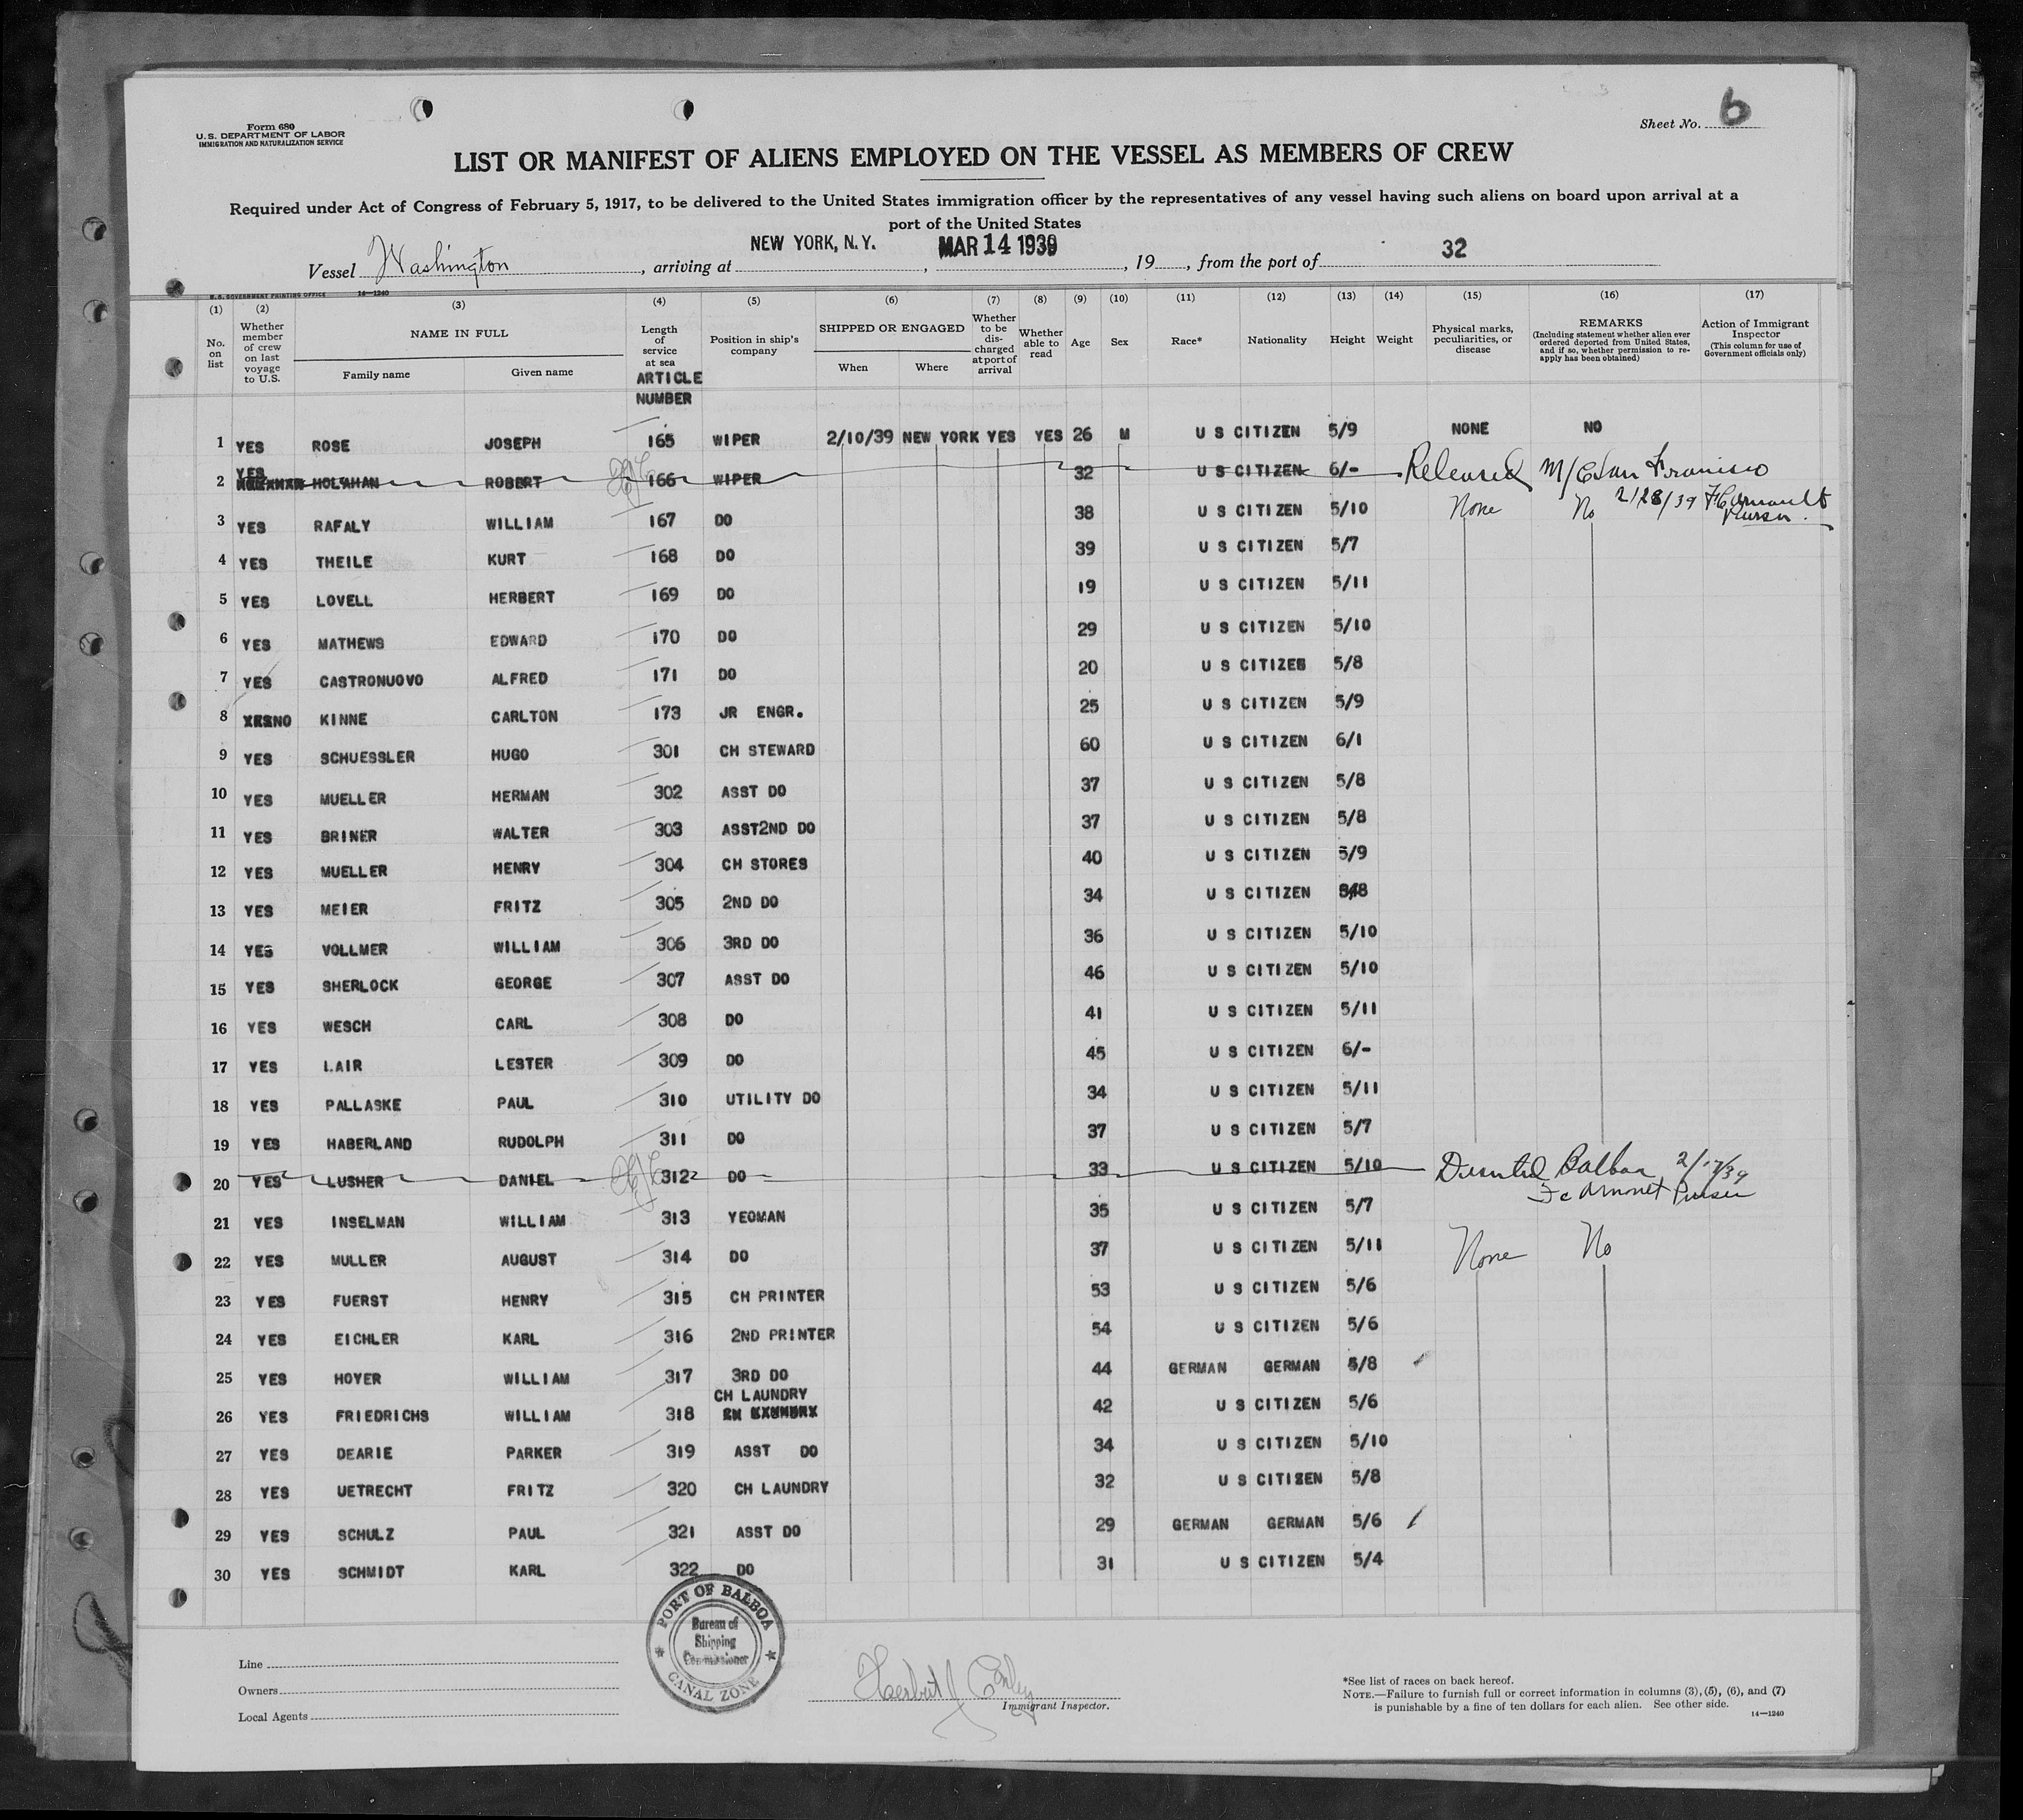 Form 680
U. S. DEPARTMENT OF LABOR
IMMIGRATION AND NATURALIZATION SERVICE
Sheet No. 6
LIST OR MANIFEST OF ALIENS EMPLOYED ON THE VESSEL AS MEMBERS OF CREW
Required under Act of Congress of February 5, 1917, to be delivered to the United States immigration officer by the representatives of any vessel having such aliens on board upon arrival at a
port of the United States
Vessel Washington, arriving at NEW YORK, N.Y., MAR 14 1939, 19, from the port of 32
U. S. GOVERNMENT PRINTING OFFICE 14—1240
(1) (2) (3) (4) (5) (6) (7) (8) (9) (10) (11) (12) (13) (14) (15) (16) (17)
No. on list
Whether member of crew on last voyage to U.S.
NAME IN FULL
Family name Given name
Length of service at sea
ARTICLE
NUMBER
Position in ship's company
SHIPPED OR ENGAGED
When Where
Whether to be discharged at port of arrival
Whether able to read
Age
Sex
Race*
Nationality
Height
Weight
Physical marks, peculiarities, or disease
REMARKS
(Including statement whether alien ever ordered deported from United States, and if so, whether permission to reapply has been obtained)
Action of Immigrant Inspector
(This column for use of Government officials only)
1 YES ROSE JOSEPH 165 WIPER 2/10/39 NEW YORK YES YES 26 M U S CITIZEN 5/9 NONE NO
2 YES HOLAHAN ROBERT 166 WIPER 32 U S CITIZEN 6/- Released M/C San Francisco
3 YES RAFALY WILLIAM 167 DO 38 U S CITIZEN 5/10 None No 2/28/39 Purser
4 YES THEILE KURT 168 DO 39 U S CITIZEN 5/7
5 YES LOVELL HERBERT 169 DO 19 U S CITIZEN 5/11
6 YES MATHEWS EDWARD 170 DO 29 U S CITIZEN 5/10
7 YES CASTRONUOVO ALFRED 171 DO 20 U S CITIZEN 5/8
8 NO KINNE CARLTON 173 JR ENGR. 25 U S CITIZEN 5/9
9 YES SCHUESSLER HUGO 301 CH STEWARD 60 U S CITIZEN 6/1
10 YES MUELLER HERMAN 302 ASST DO 37 U S CITIZEN 5/8
11 YES BRINER WALTER 303 ASST2ND DO 37 U S CITIZEN 5/8
12 YES MUELLER HENRY 304 CH STORES 40 U S CITIZEN 5/9
13 YES MEIER FRITZ 305 2ND DO 34 U S CITIZEN 5/8
14 YES VOLLMER WILLIAM 306 3RD DO 36 U S CITIZEN 5/10
15 YES SHERLOCK GEORGE 307 ASST DO 46 U S CITIZEN 5/10
16 YES WESCH CARL 308 DO 41 U S CITIZEN 5/11
17 YES LAIR LESTER 309 DO 45 U S CITIZEN 6/-
18 YES PALLASKE PAUL 310 UTILITY DO 34 U S CITIZEN 5/11
19 YES HABERLAND RUDOLPH 311 DO 37 U S CITIZEN 5/7
20 YES LUSHER DANIEL 312 DO 33 U S CITIZEN 5/10 Deserted Balboa 2/17/39
Purser
21 YES INSELMAN WILLIAM 313 YEOMAN 35 U S CITIZEN 5/7
22 YES MULLER AUGUST 314 DO 37 U S CITIZEN 5/11 None No
23 YES FUERST HENRY 315 CH PRINTER 53 U S CITIZEN 5/6
24 YES EICHLER KARL 316 2ND PRINTER 54 U S CITIZEN 5/6
25 YES HOYER WILLIAM 317 3RD DO 44 GERMAN GERMAN 5/8
26 YES FRIEDRICHS WILLIAM 318 CH LAUNDRY 42 U S CITIZEN 5/6
27 YES DEARIE PARKER 319 ASST DO 34 U S CITIZEN 5/10
28 YES UETRECHT FRITZ 320 CH LAUNDRY 32 U S CITIZEN 5/8
29 YES SCHULZ PAUL 321 ASST DO 29 GERMAN GERMAN 5/6
30 YES SCHMIDT KARL 322 DO 31 U S CITIZEN 5/4
PORT OF BALBOA
Bureau of
Shipping
Commissioner
CANAL ZONE
Line
Owners
Local Agents
Herbert J Conley
Immigrant Inspector.
*See list of races on back hereof.
NOTE.—Failure to furnish full or correct information in columns (3), (5), (6), and (7)
is punishable by a fine of ten dollars for each alien. See other side.
14—1240